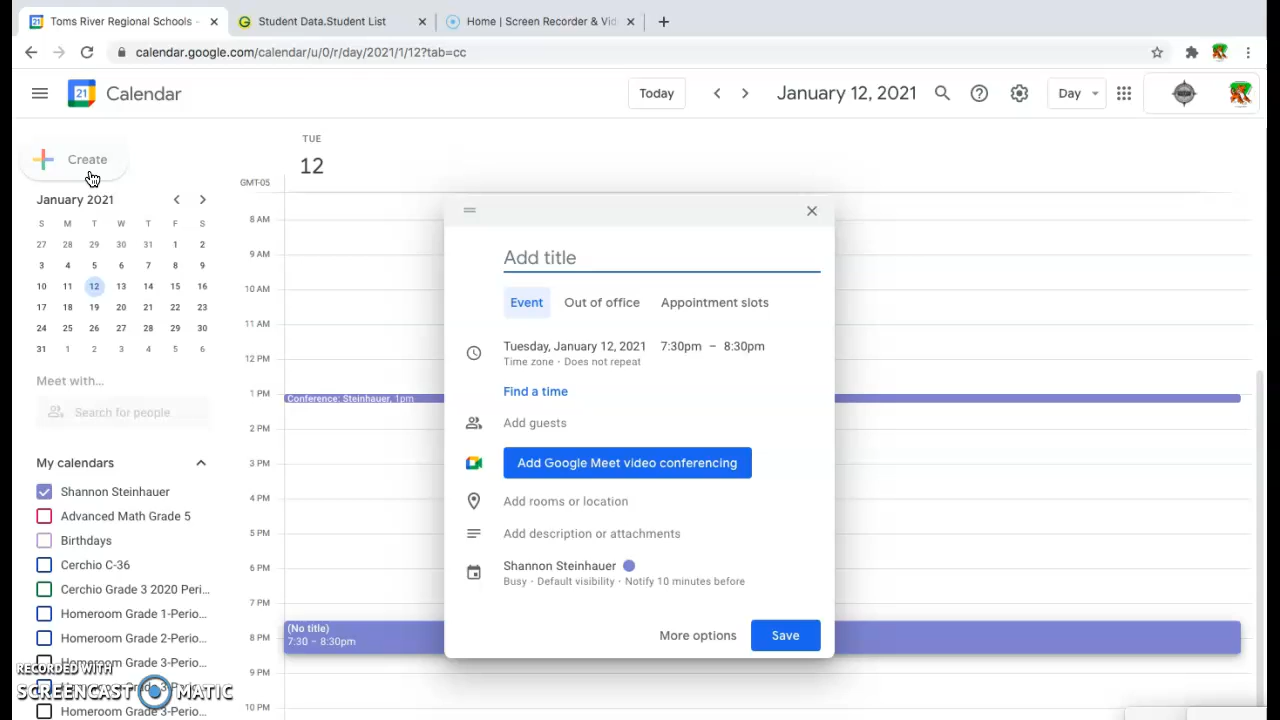 Toms River Regional Schools -
Student Data.Student List
Home | Screen Recorder & Vid
calendar.google.com/calendar/u/0/r/day/2021/1/12?tab=cc
21 Calendar
Today
January 12, 2021
Day
Create
TUE
12
GMT-05
January 2021
S M T W T F S
27 28 29 30 31 1 2
3 4 5 6 7 8 9
10 11 12 13 14 15 16
17 18 19 20 21 22 23
24 25 26 27 28 29 30
31 1 2 3 4 5 6
Meet with...
Search for people
My calendars
Shannon Steinhauer
Advanced Math Grade 5
Birthdays
Cerchio C-36
Cerchio Grade 3 2020 Peri...
Homeroom Grade 1-Perio...
Homeroom Grade 2-Perio...
Homeroom Grade 3-Perio...
Homeroom Grade 3-Perio...
RECORDED WITH
SCREENCAST MATIC
8 AM
9 AM
10 AM
11 AM
12 PM
1 PM
Conference: Steinhauer, 1pm
2 PM
3 PM
4 PM
5 PM
6 PM
7 PM
(No title)
8 PM
7:30 – 8:30pm
9 PM
10 PM
Add title
Event Out of office Appointment slots
Tuesday, January 12, 2021 7:30pm – 8:30pm
Time zone · Does not repeat
Find a time
Add guests
Add Google Meet video conferencing
Add rooms or location
Add description or attachments
Shannon Steinhauer
Busy · Default visibility · Notify 10 minutes before
More options
Save